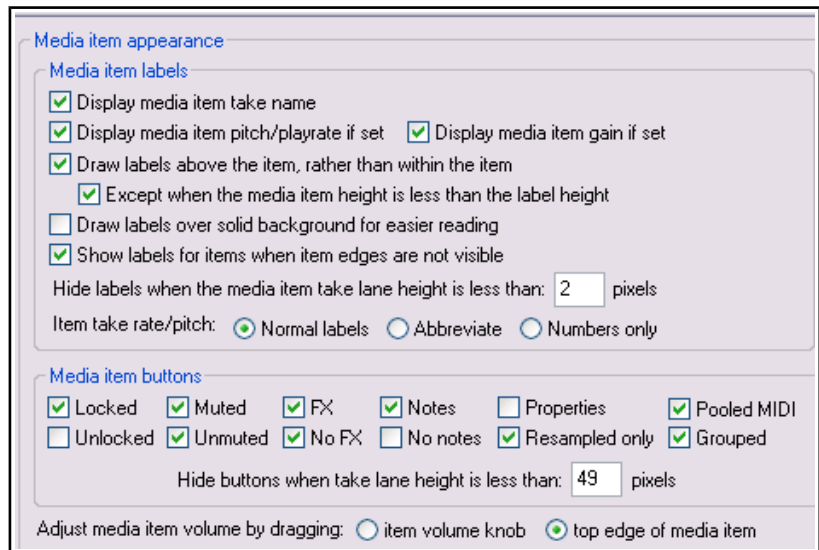 Media item appearance
Media item labels
Display media item take name
Display media item pitch/playrate if set Display media item gain if set
Draw labels above the item, rather than within the item
Except when the media item height is less than the label height
Draw labels over solid background for easier reading
Show labels for items when item edges are not visible
Hide labels when the media item take lane height is less than: 2 pixels
Item take rate/pitch: Normal labels Abbreviate Numbers only
Media item buttons
Locked Muted FX Notes Properties Pooled MIDI
Unlocked Unmuted No FX No notes Resampled only Grouped
Hide buttons when take lane height is less than: 49 pixels
Adjust media item volume by dragging: item volume knob top edge of media item